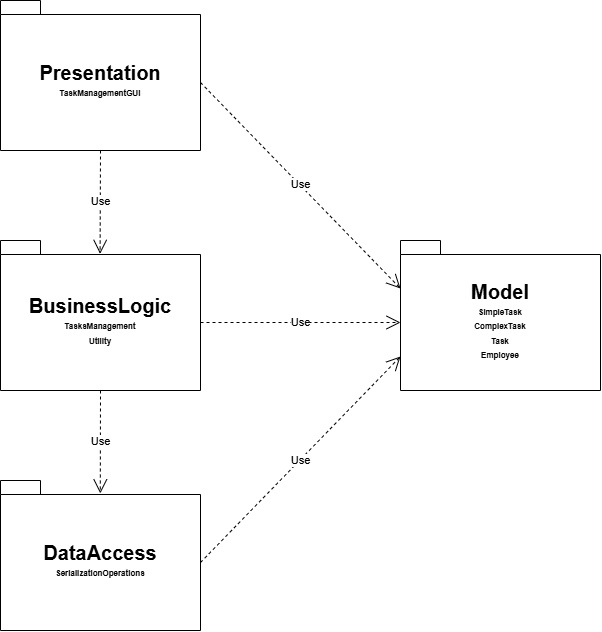 Presentation
TaskManagementGUI
Use
Use
BusinessLogic
TasksManagement
Utility
Use
Model
SimpleTask
ComplexTask
Task
Employee
Use
Use
DataAccess
SerializationOperations